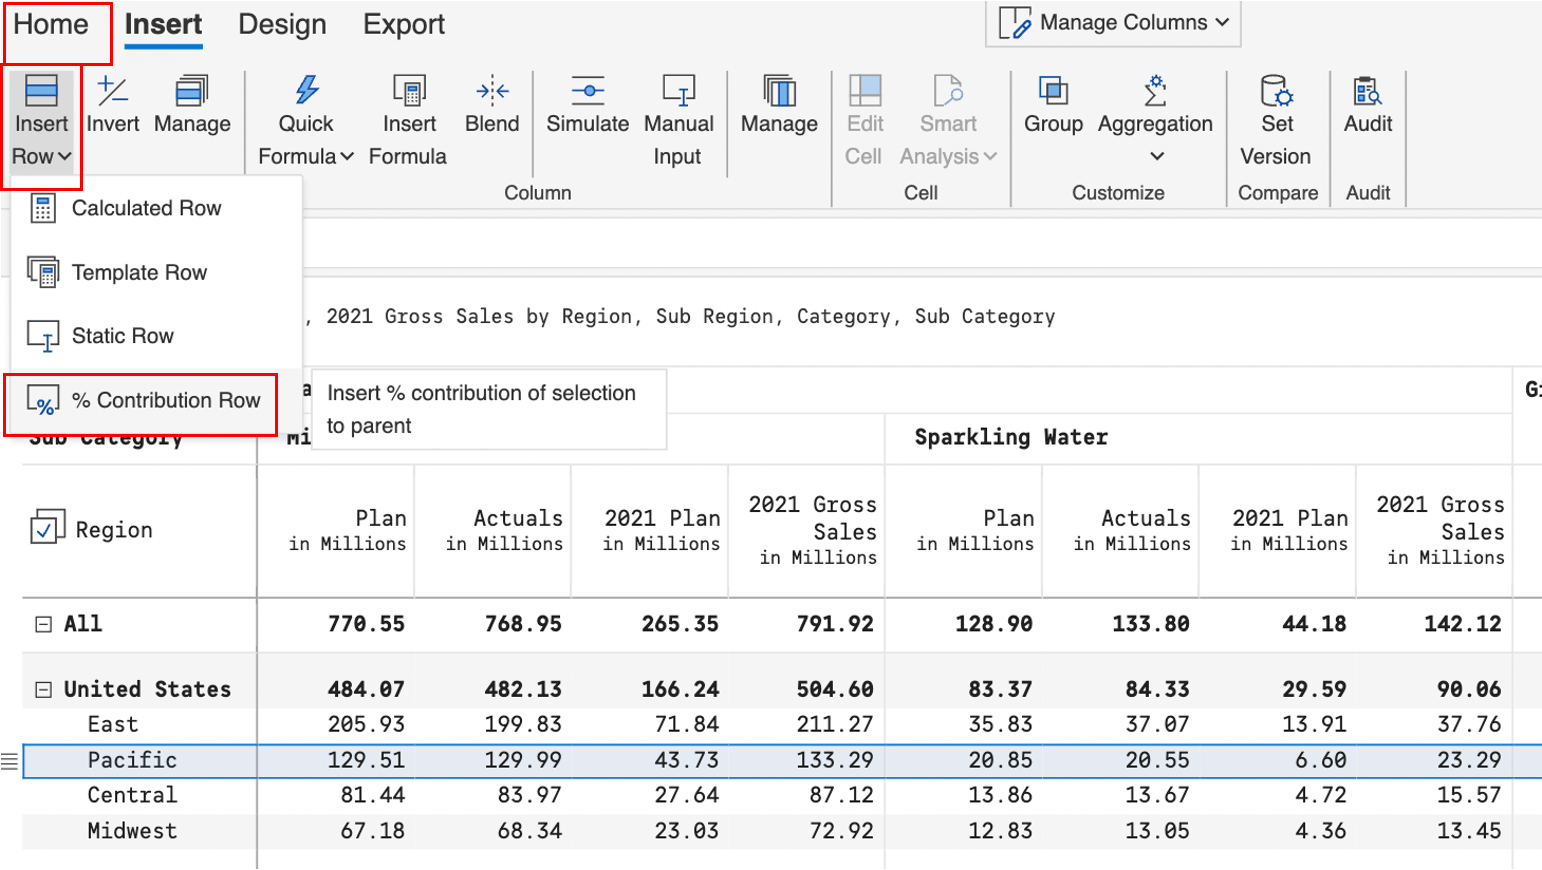 Home Insert Design Export Manage Columns
Insert Row Invert Manage Quick Formula Insert Formula Blend Simulate Manual Input Manage Edit Cell Smart Analysis Group Aggregation Set Version Audit
Column Cell Customize Compare Audit
Calculated Row
Template Row
Static Row
% Contribution Row
, 2021 Gross Sales by Region, Sub Region, Category, Sub Category
Insert % contribution of selection
to parent
Sub Category Sparkling Water
Region Plan in Millions Actuals in Millions 2021 Plan in Millions 2021 Gross Sales in Millions Plan in Millions Actuals in Millions 2021 Plan in Millions 2021 Gross Sales in Millions
All 770.55 768.95 265.35 791.92 128.90 133.80 44.18 142.12
United States 484.07 482.13 166.24 504.60 83.37 84.33 29.59 90.06
East 205.93 199.83 71.84 211.27 35.83 37.07 13.91 37.76
Pacific 129.51 129.99 43.73 133.29 20.85 20.55 6.60 23.29
Central 81.44 83.97 27.64 87.12 13.86 13.67 4.72 15.57
Midwest 67.18 68.34 23.03 72.92 12.83 13.05 4.36 13.45